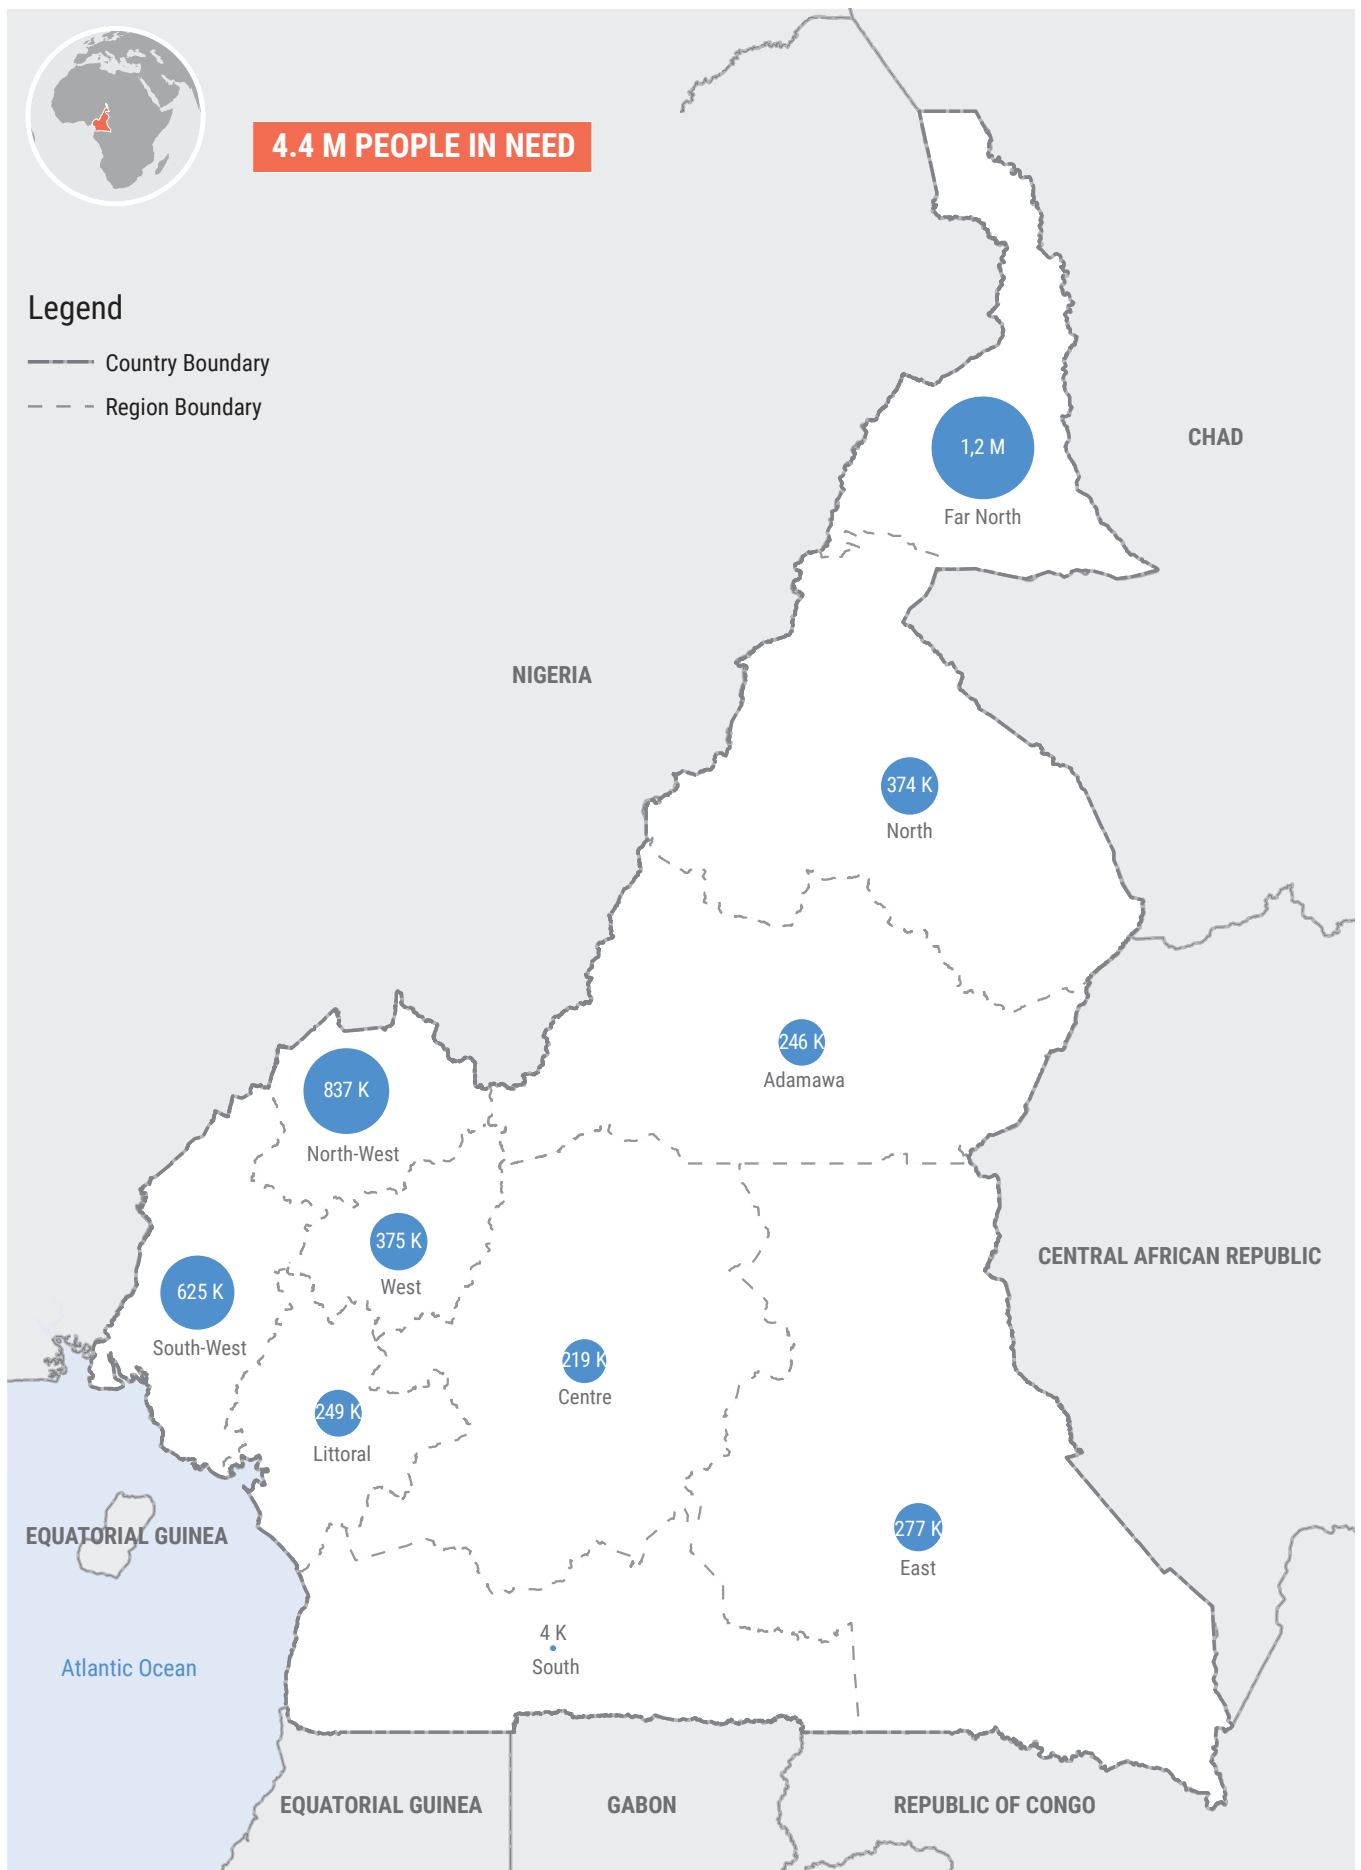 4.4 M PEOPLE IN NEED
Legend
Country Boundary
Region Boundary
CHAD
1,2 M
Far North
NIGERIA
374 K
North
246 K
Adamawa
837 K
North-West
375 K
West
CENTRAL AFRICAN REPUBLIC
625 K
South-West
219 K
Centre
249 K
Littoral
EQUATORIAL GUINEA
277 K
East
4 K
South
Atlantic Ocean
EQUATORIAL GUINEA
GABON
REPUBLIC OF CONGO